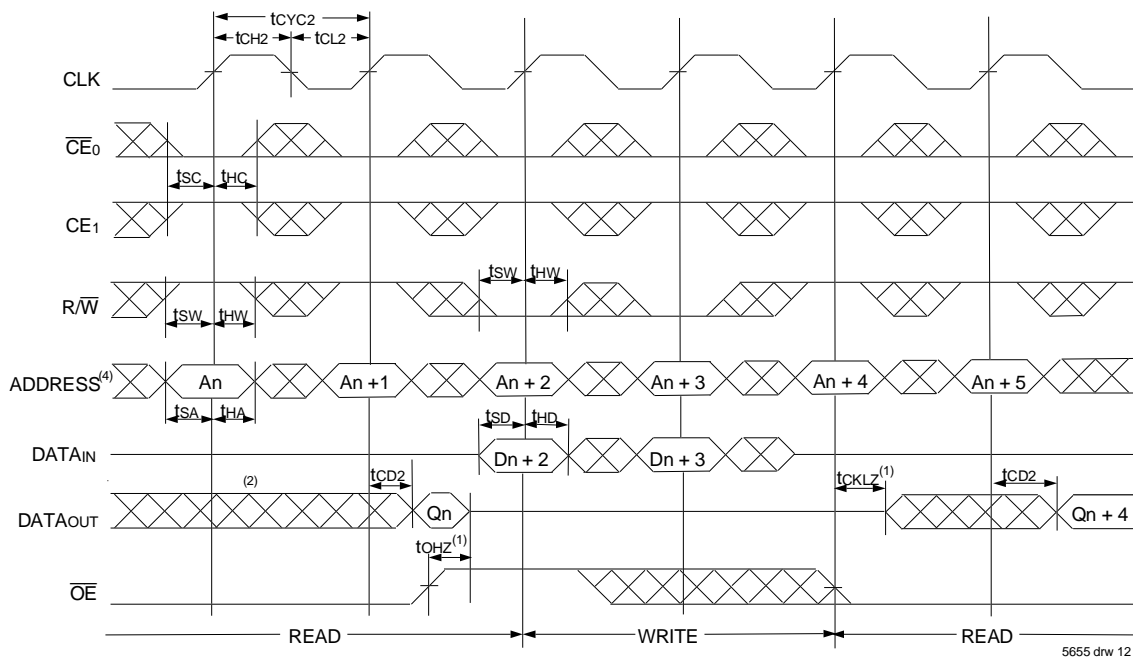 tCYC2
tCH2 tCL2
CLK
CE0
tSC tHC
CE1
tSW tHW
R/W
tSW tHW
ADDRESS(4) An An + 1 An + 2 An + 3 An + 4 An + 5
tSA tHA tSD tHD
DATAIN Dn + 2 Dn + 3
(2) tCD2 tCKLZ(1) tCD2
DATAOUT Qn Qn + 4
tOHZ(1)
OE
READ WRITE READ
5655 drw 12